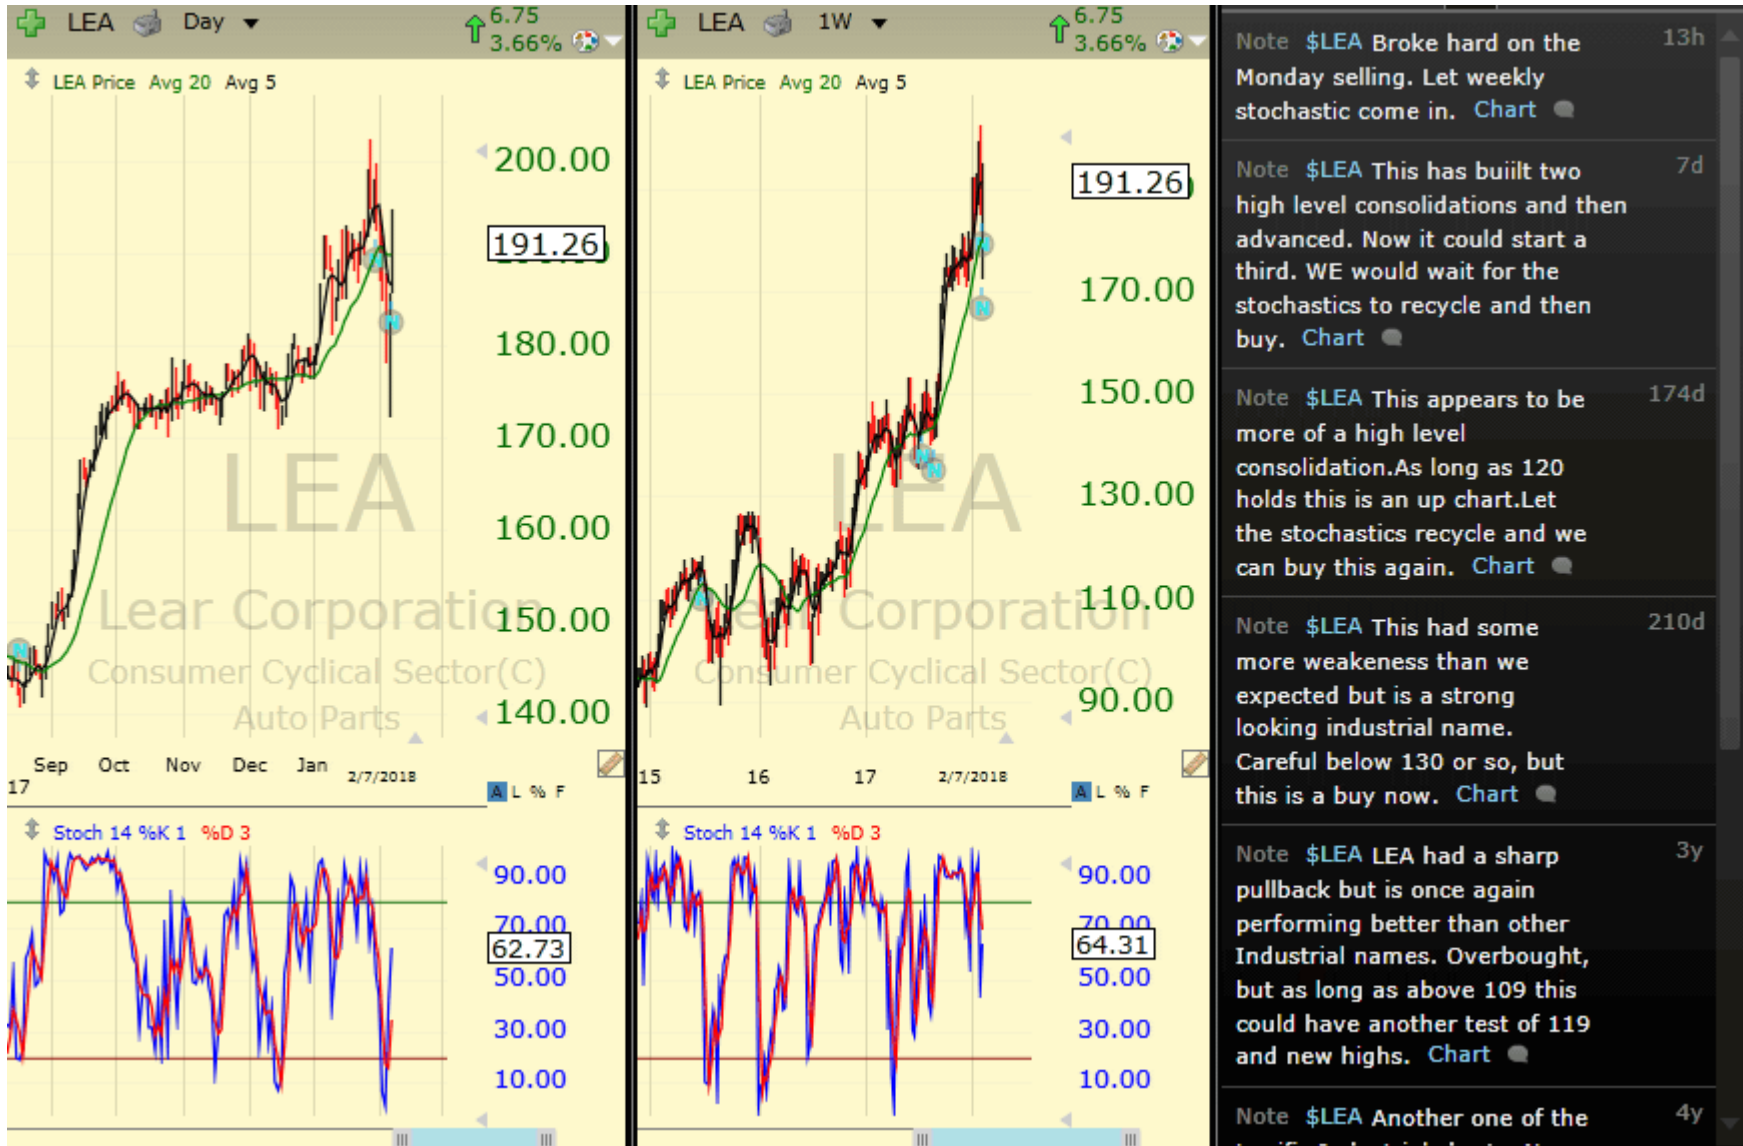 LEA Day 6.75
3.66%
LEA Price Avg 20 Avg 5
200.00
191.26
180.00
170.00
160.00
150.00
140.00
LEA
Lear Corporation
Consumer Cyclical Sector(C)
Auto Parts
Sep Oct Nov Dec Jan 2/7/2018
17
A L % F
Stoch 14 %K 1 %D 3
90.00
70.00
62.73
50.00
30.00
10.00
N
N
N
LEA 1W 6.75
3.66%
LEA Price Avg 20 Avg 5
191.26
170.00
150.00
130.00
110.00
90.00
LEA
Lear Corporation
Consumer Cyclical Sector(C)
Auto Parts
15 16 17 2/7/2018
A L % F
Stoch 14 %K 1 %D 3
90.00
70.00
64.31
50.00
30.00
10.00
N
N
N
N
N
Note $LEA Broke hard on the 13h
Monday selling. Let weekly
stochastic come in. Chart
Note $LEA This has buiilt two 7d
high level consolidations and then
advanced. Now it could start a
third. WE would wait for the
stochastics to recycle and then
buy. Chart
Note $LEA This appears to be 174d
more of a high level
consolidation.As long as 120
holds this is an up chart.Let
the stochastics recycle and we
can buy this again. Chart
Note $LEA This had some 210d
more weakeness than we
expected but is a strong
looking industrial name.
Careful below 130 or so, but
this is a buy now. Chart
Note $LEA LEA had a sharp 3y
pullback but is once again
performing better than other
Industrial names. Overbought,
but as long as above 109 this
could have another test of 119
and new highs. Chart
Note $LEA Another one of the 4y